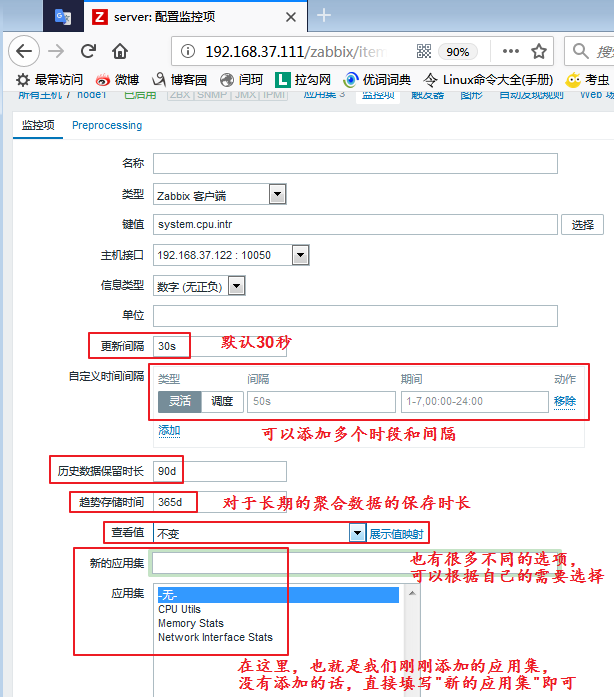 server: 配置监控项
192.168.37.111/zabbix/item
90%
搜
最常访问 微博 博客园 闫珂 拉勾网 优词词典 Linux命令大全(手册) 考虫
所有主机 / node1 已启用 ZBX SNMP JMX IPMI 应用集 3 监控项 触发器 图形 自动发现规则 Web 场
监控项 Preprocessing
名称
类型 Zabbix 客户端
键值 system.cpu.intr 选择
主机接口 192.168.37.122 : 10050
信息类型 数字 (无正负)
单位
更新间隔 30s 默认30秒
自定义时间间隔 类型 间隔 期间 动作
灵活 调度 50s 1-7,00:00-24:00 移除
添加 可以添加多个时段和间隔
历史数据保留时长 90d
趋势存储时间 365d 对于长期的聚合数据的保存时长
查看值 不变 展示值映射
新的应用集 也有很多不同的选项，
可以根据自己的需要选择
应用集 -无-
CPU Utils
Memory Stats
Network Interface Stats
在这里，也就是我们刚刚添加的应用集，
没有添加的话，直接填写"新的应用集"即可